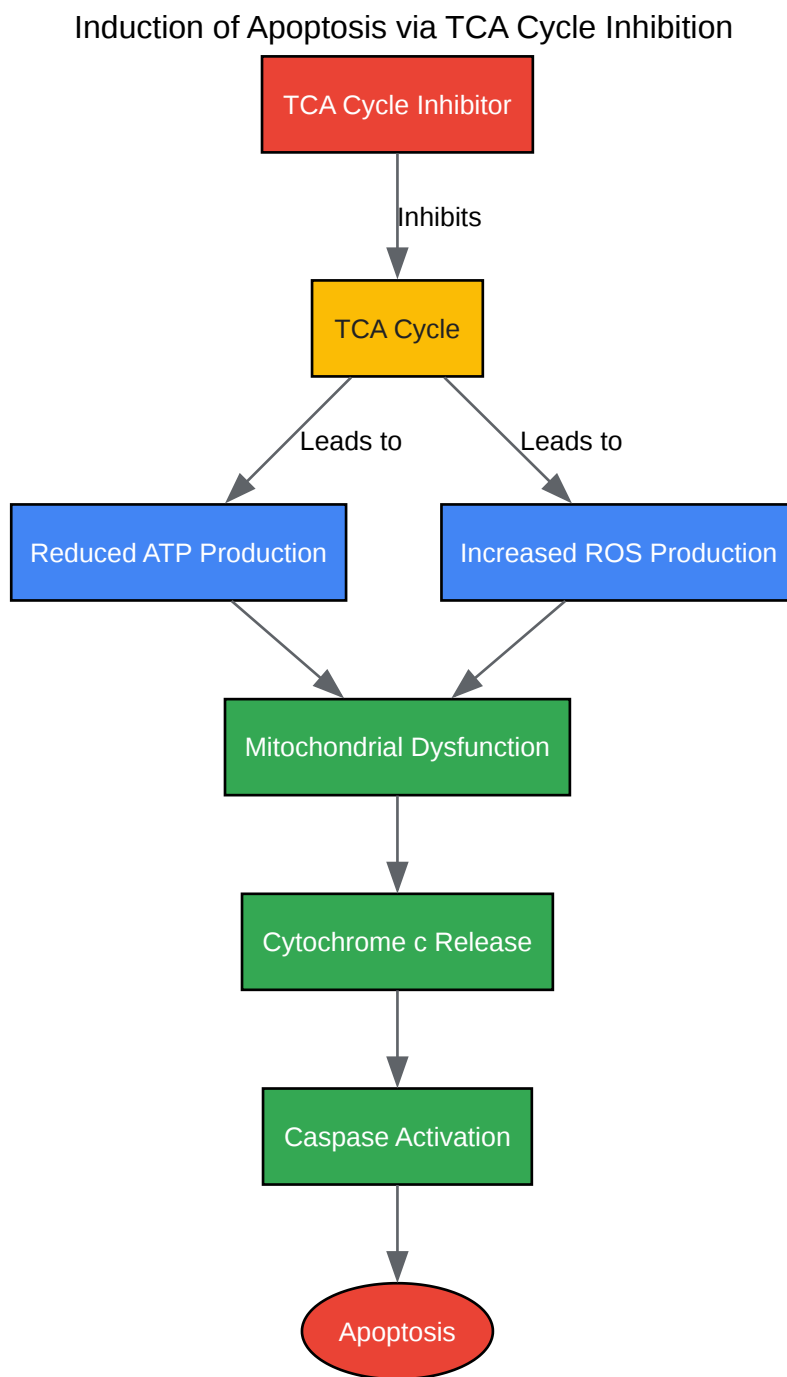 Induction of Apoptosis via TCA Cycle Inhibition
TCA Cycle Inhibitor
Inhibits
TCA Cycle
Leads to
Leads to
Reduced ATP Production
Increased ROS Production
Mitochondrial Dysfunction
Cytochrome c Release
Caspase Activation
Apoptosis